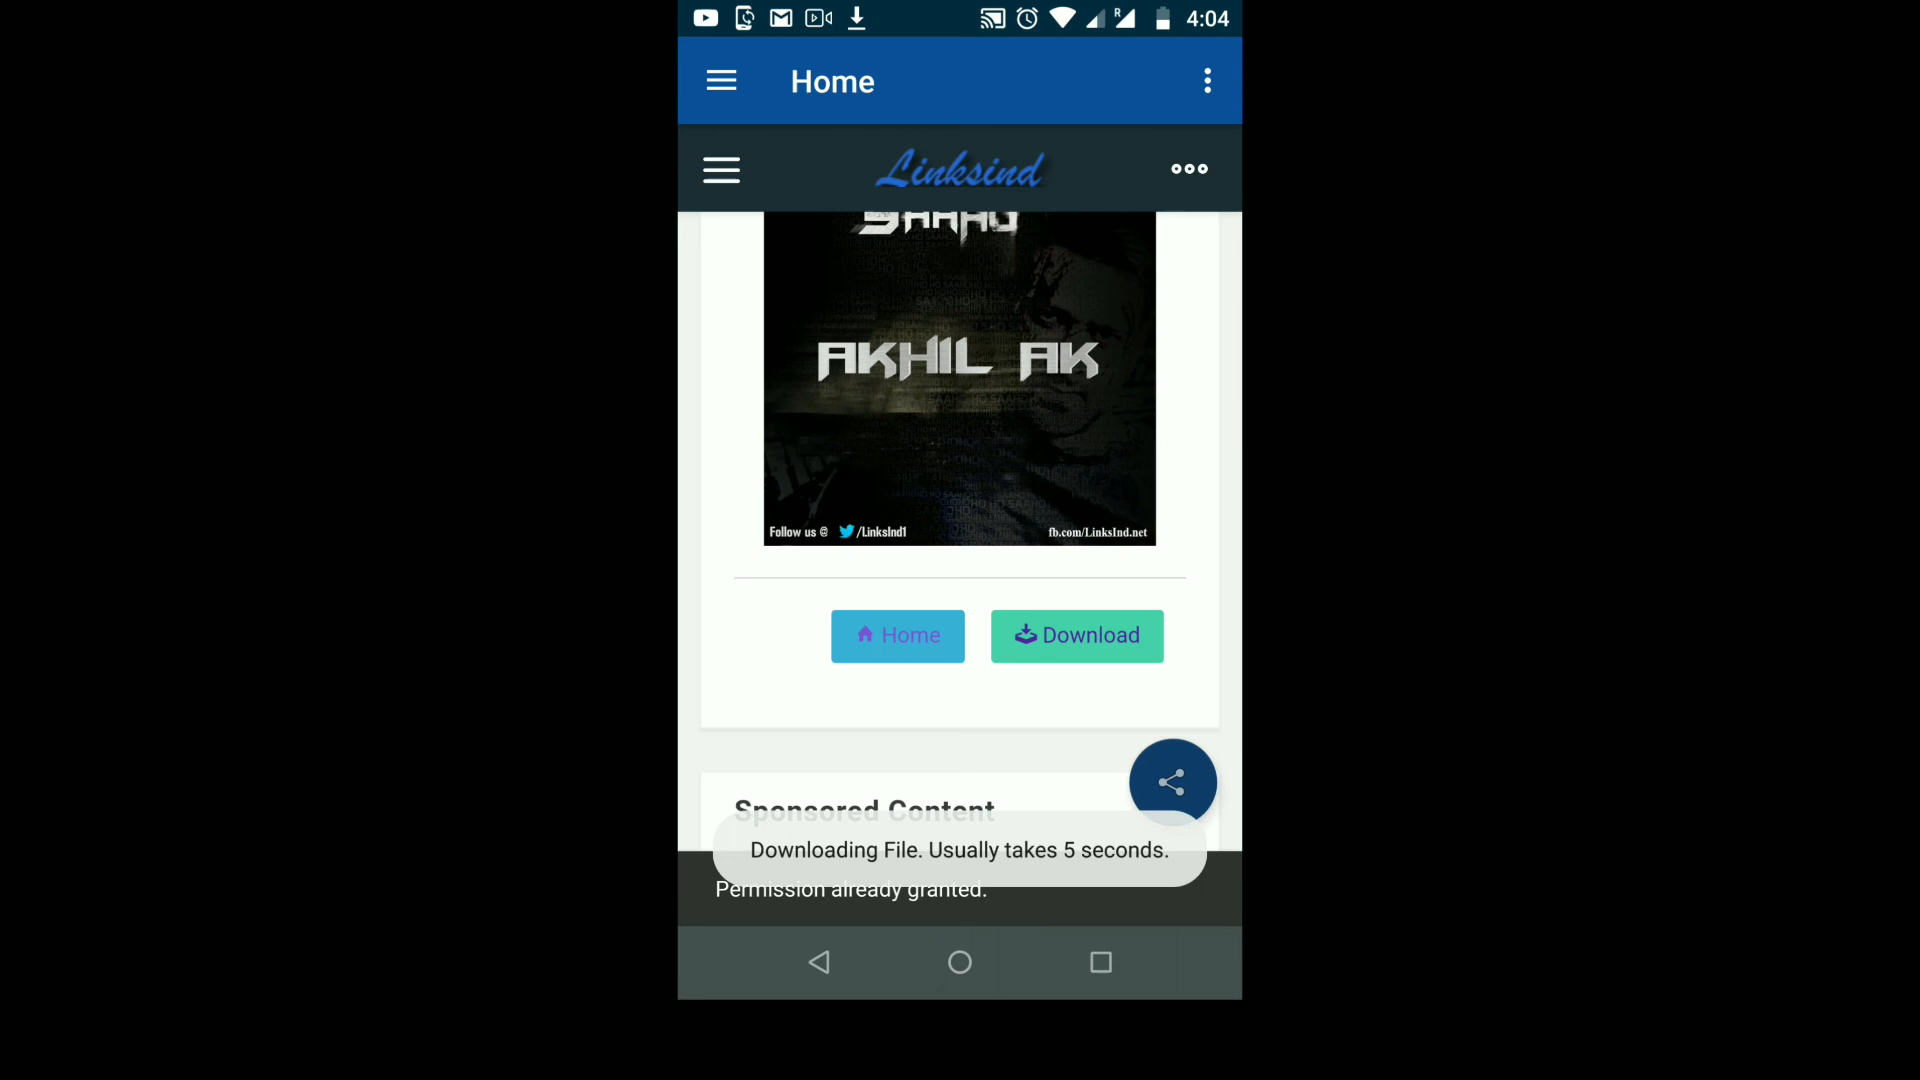 4:04
Home
Linksind
SAAHO
AKHIL AK
Follow us @ /LinksInd1
fb.com/LinksInd.net
Home
Download
Sponsored Content
Downloading File. Usually takes 5 seconds.
Permission already granted.